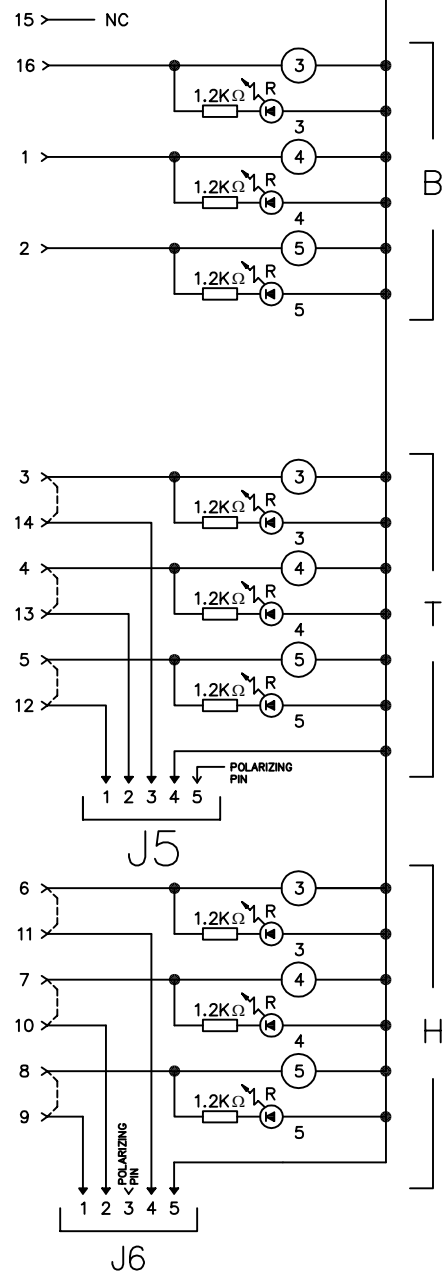 15 NC
16 3
1.2KΩ R
3
1 4
1.2KΩ R
B
4
2 5
1.2KΩ R
5
3 3
1.2KΩ R
14
3
4 4
1.2KΩ R
13
T
4
5 5
1.2KΩ R
12
5
POLARIZING
PIN
1 2 3 4 5
J5
6 3
1.2KΩ R
11
3
7 4
1.2KΩ R
10
H
4
8 5
1.2KΩ R
9
5
POLARIZING
PIN
1 2 3 4 5
J6